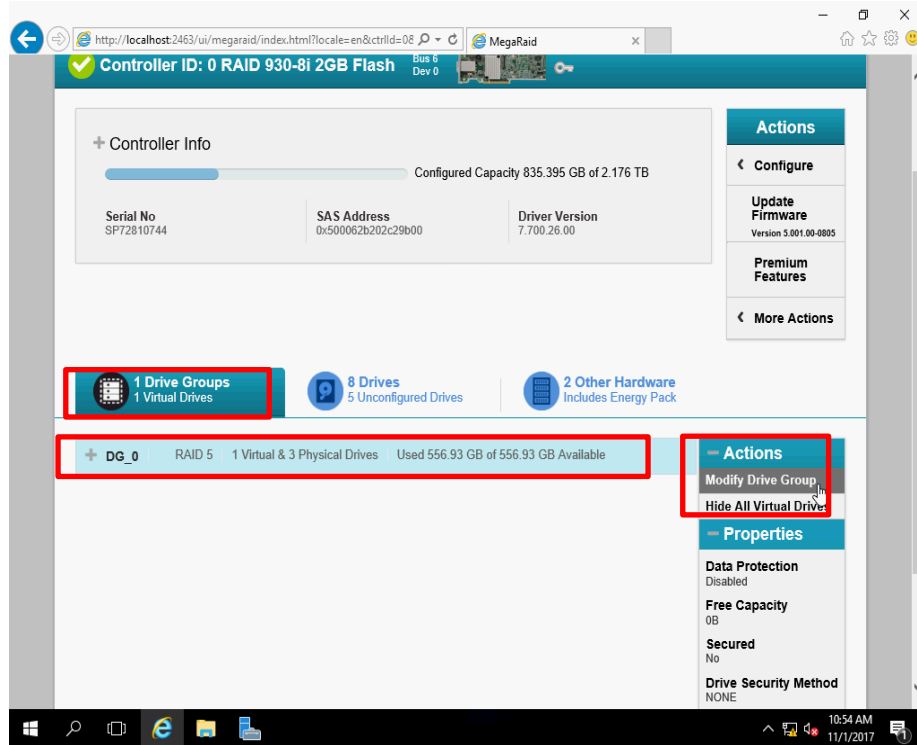 http://localhost:2463/ui/megaraid/index.html?locale=en&ctrlId=08
MegaRaid
Controller ID: 0 RAID 930-8i 2GB Flash
Bus 6
Dev 0
Controller Info
Configured Capacity 835.395 GB of 2.176 TB
Serial No
SP72810744
SAS Address
0x500062b202c29b00
Driver Version
7.700.26.00
Actions
Configure
Update
Firmware
Version 5.001.00-0805
Premium
Features
More Actions
1 Drive Groups
1 Virtual Drives
8 Drives
5 Unconfigured Drives
2 Other Hardware
Includes Energy Pack
DG_0 RAID 5 1 Virtual & 3 Physical Drives Used 556.93 GB of 556.93 GB Available
Actions
Modify Drive Group
Hide All Virtual Drives
Properties
Data Protection
Disabled
Free Capacity
0B
Secured
No
Drive Security Method
NONE
10:54 AM
11/1/2017
1